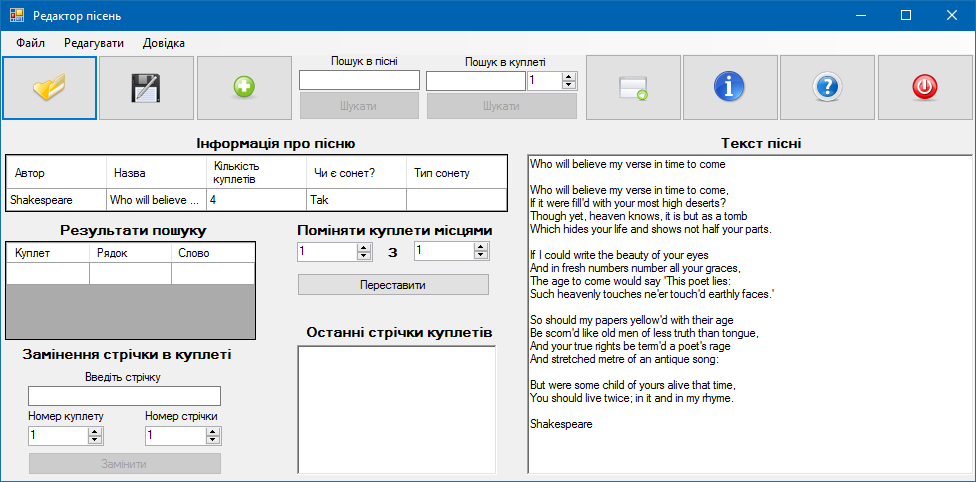 Редактор пісень
Файл Редагувати Довідка
Пошук в пісні
Шукати
Пошук в куплеті
1
Шукати
Інформація про пісню
Автор Назва Кількість куплетів Чи є сонет? Тип сонету
Shakespeare Who will believe ... 4 Так
Результати пошуку
Куплет Рядок Слово
Поміняти куплети місцями
1 З 1
Переставити
Замінення стрічки в куплеті
Введіть стрічку
Номер куплету Номер стрічки
1 1
Замінити
Останні стрічки куплетів
Текст пісні
Who will believe my verse in time to come
Who will believe my verse in time to come,
If it were fill'd with your most high deserts?
Though yet, heaven knows, it is but as a tomb
Which hides your life and shows not half your parts.
If I could write the beauty of your eyes
And in fresh numbers number all your graces,
The age to come would say 'This poet lies:
Such heavenly touches ne'er touch'd earthly faces.'
So should my papers yellow'd with their age
Be scorn'd like old men of less truth than tongue,
And your true rights be term'd a poet's rage
And stretched metre of an antique song:
But were some child of yours alive that time,
You should live twice; in it and in my rhyme.
Shakespeare